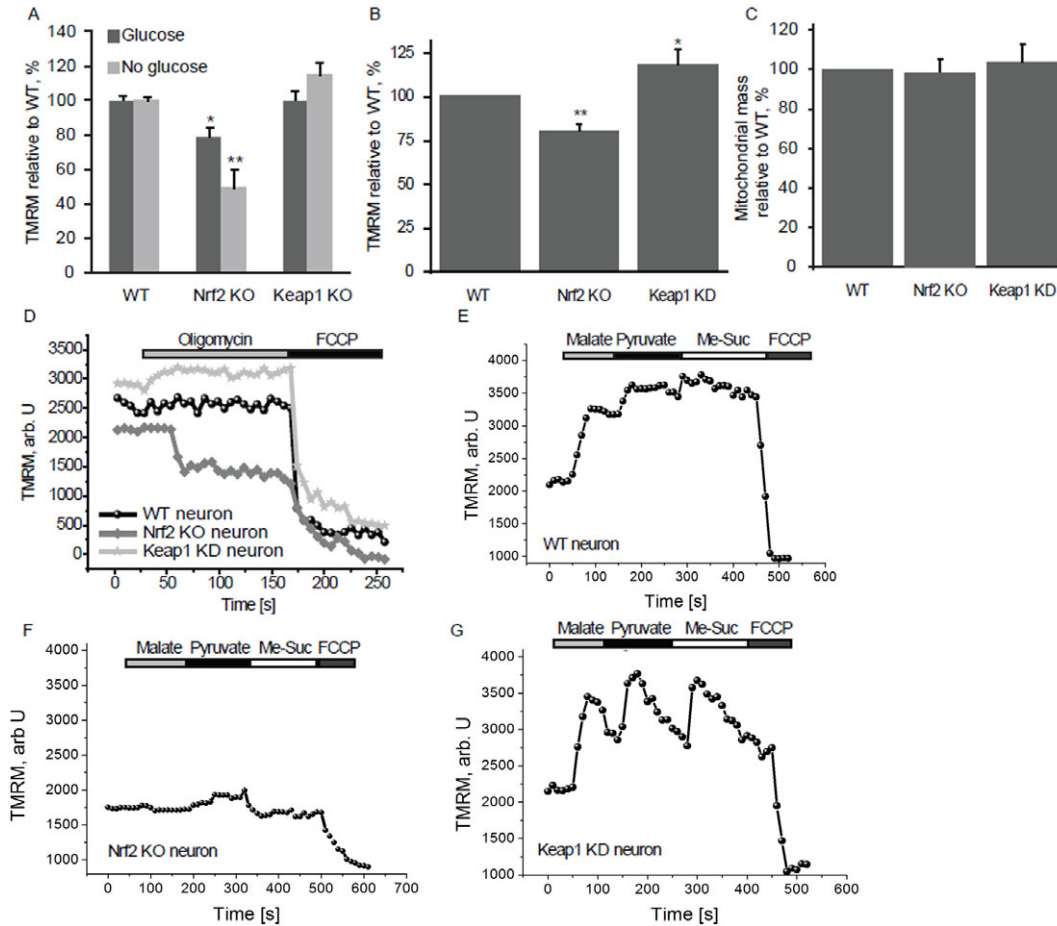 A
TMRM relative to WT, %
140
120
100
80
60
40
20
0
Glucose
No glucose
*
**
WT
Nrf2 KO
Keap1 KO
B
TMRM relative to WT, %
125
100
75
50
25
0
**
*
WT
Nrf2 KO
Keap1 KD
C
Mitochondrial mass
relative to WT, %
120
100
80
60
40
20
0
WT
Nrf2 KO
Keap1 KD
D
Oligomycin
FCCP
TMRM, arb. U
3500
3000
2500
2000
1500
1000
500
0
WT neuron
Nrf2 KO neuron
Keap1 KD neuron
0 50 100 150 200 250
Time [s]
E
Malate Pyruvate Me-Suc FCCP
TMRM, arb. U
4000
3500
3000
2500
2000
1500
1000
WT neuron
0 100 200 300 400 500 600
Time [s]
F
Malate Pyruvate Me-Suc FCCP
TMRM, arb U
4000
3500
3000
2500
2000
1500
1000
Nrf2 KO neuron
0 100 200 300 400 500 600 700
Time [s]
G
Malate Pyruvate Me-Suc FCCP
TMRM, arb. U
4000
3500
3000
2500
2000
1500
1000
Keap1 KD neuron
0 100 200 300 400 500 600
Time [s]